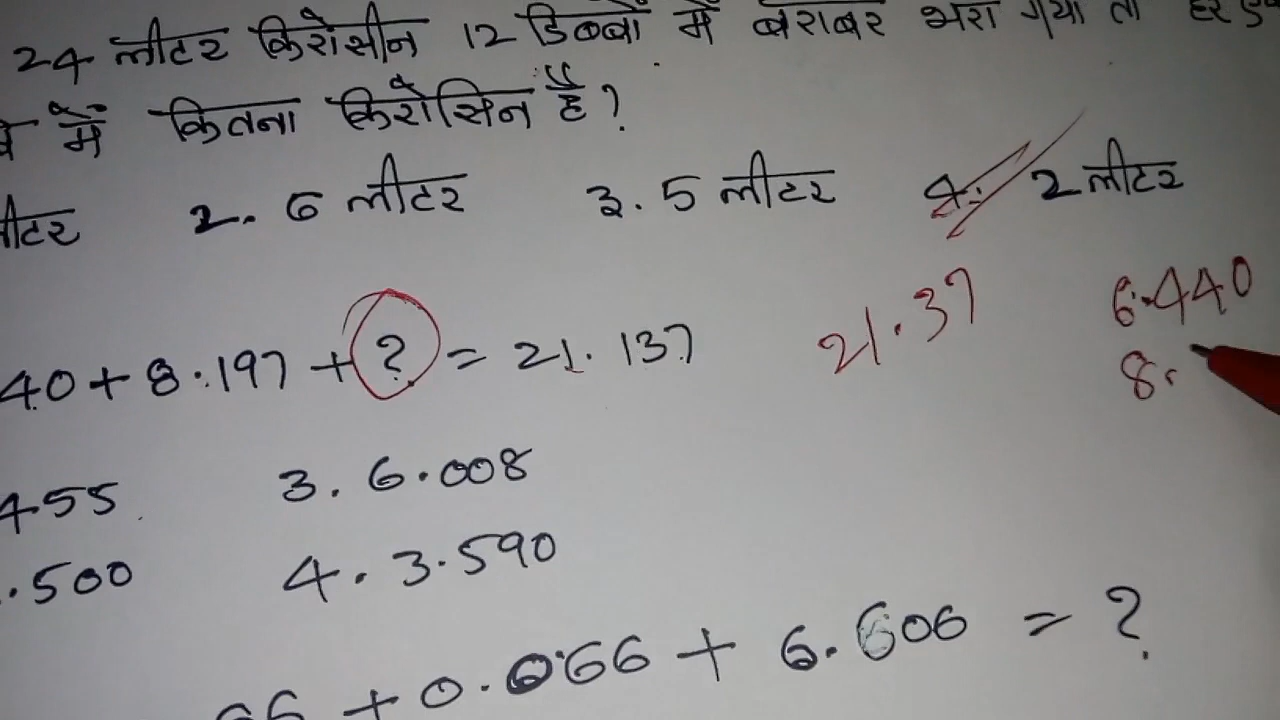 24 लीटर किरोसीन 12 डिब्बों में बराबर भरा गया तो हर
में कितना किरोसिन है?
2. 6 लीटर 3. 5 लीटर 4. 2 लीटर
40 + 8.197 + ? = 21.137 21.37 6.440
8.
455 3. 6.008
.500 4. 3.590
66 + 0.066 + 6.606 = ?